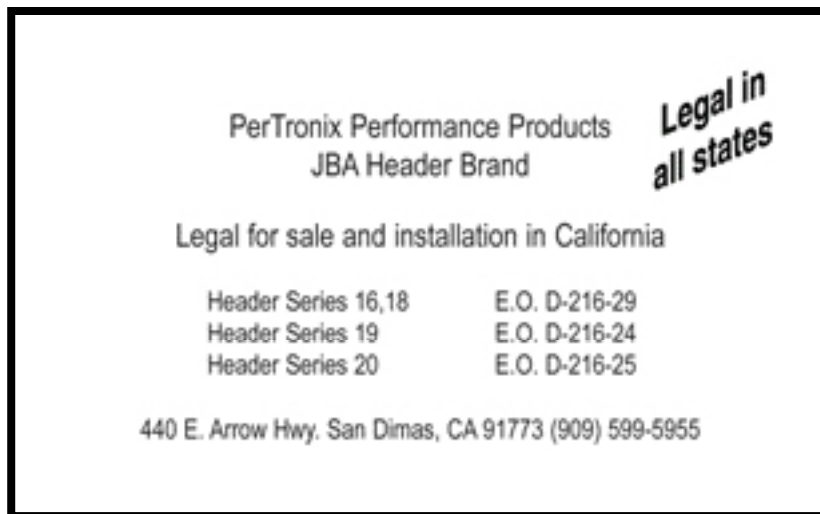 Legal in
all states
PerTronix Performance Products
JBA Header Brand
Legal for sale and installation in California
Header Series 16,18 E.O. D-216-29
Header Series 19 E.O. D-216-24
Header Series 20 E.O. D-216-25
440 E. Arrow Hwy. San Dimas, CA 91773 (909) 599-5955